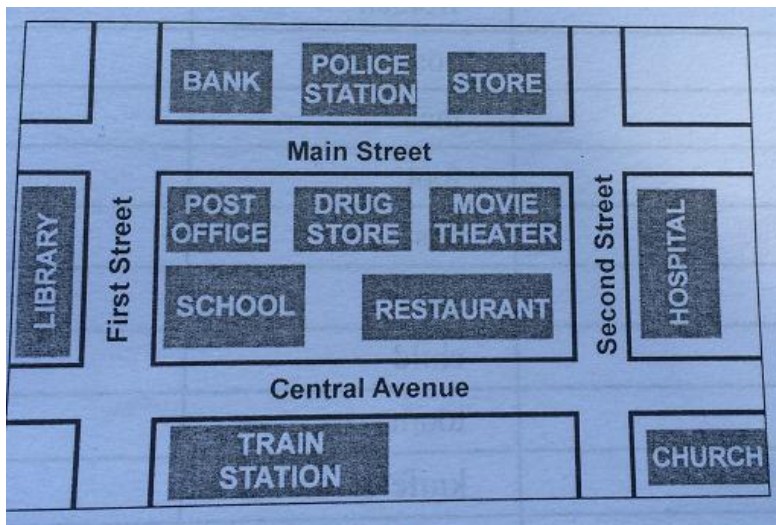 BANK
POLICE
STATION
STORE
Main Street
LIBRARY
First Street
POST
OFFICE
DRUG
STORE
MOVIE
THEATER
Second Street
HOSPITAL
SCHOOL
RESTAURANT
Central Avenue
TRAIN
STATION
CHURCH